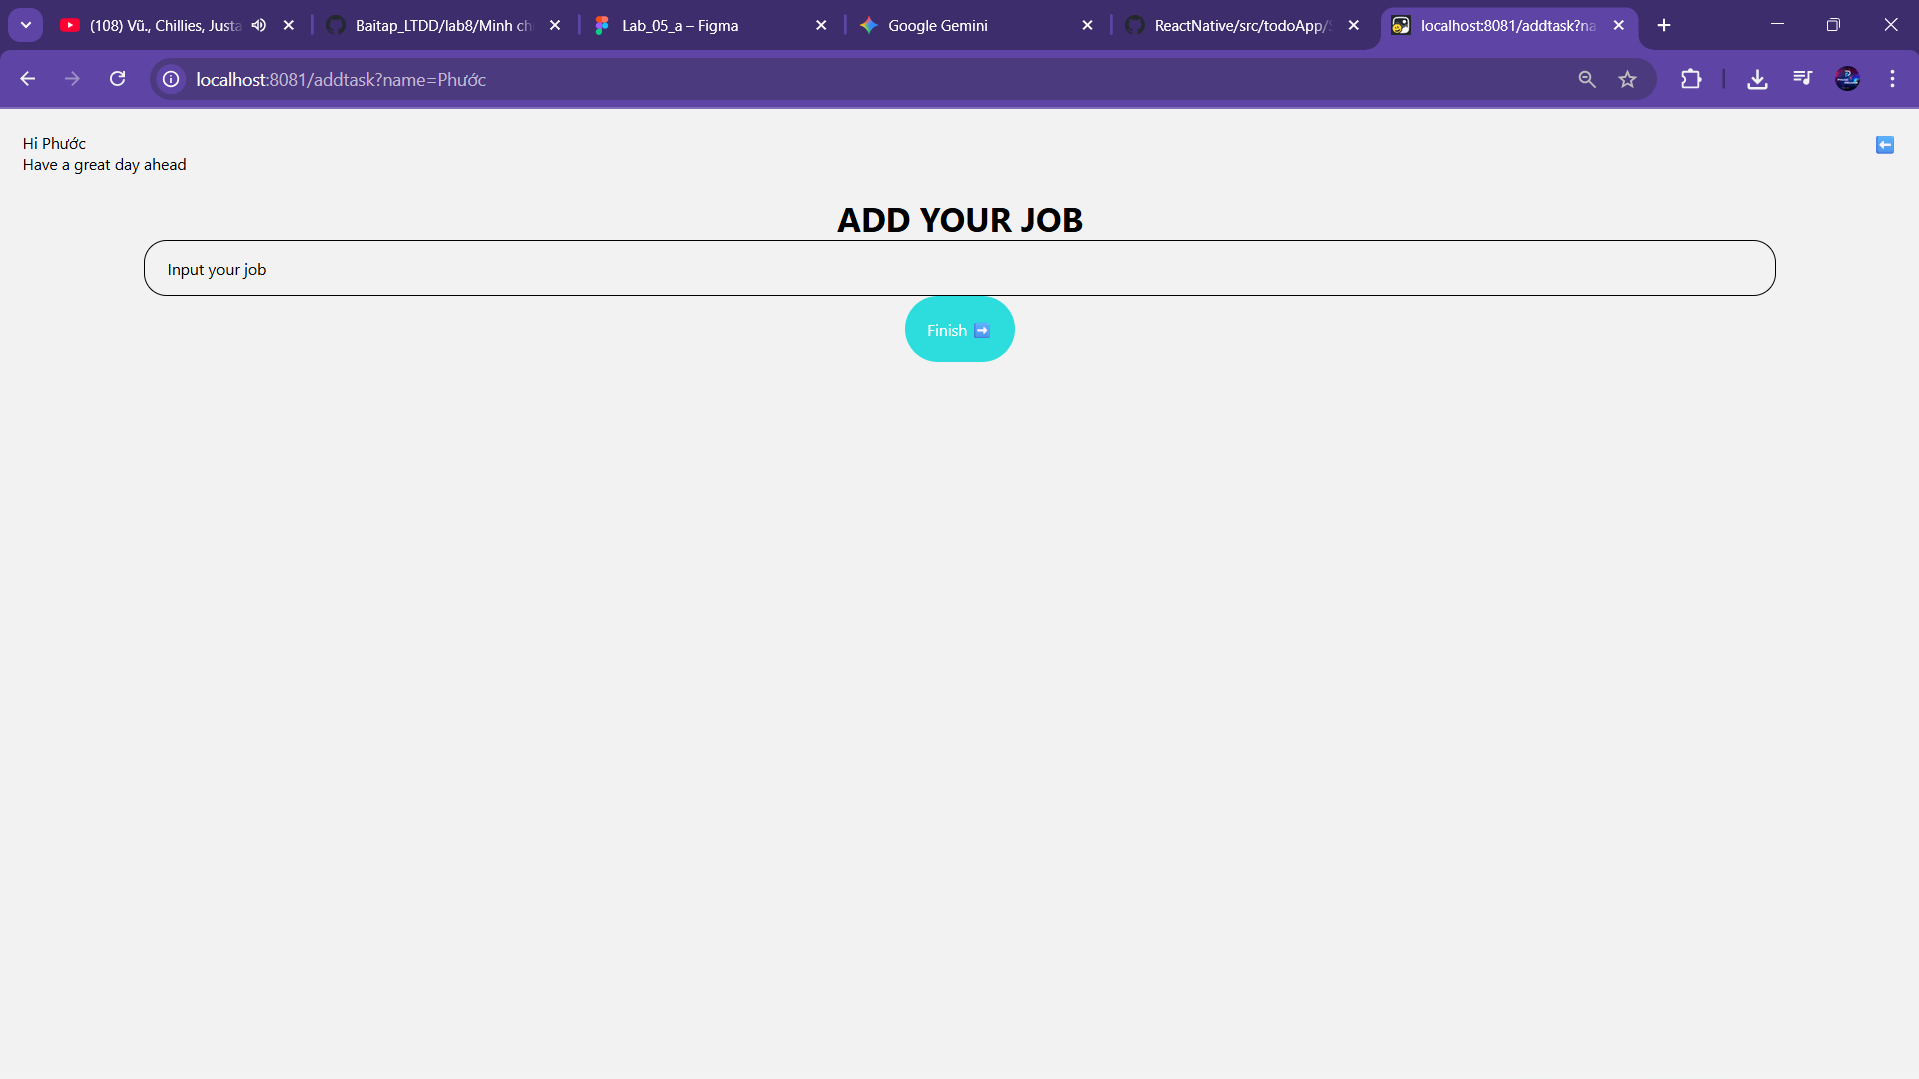 (108) Vũ., Chillies, Justa
Baitap_LTDD/lab8/Minh ch
Lab_05_a – Figma
Google Gemini
ReactNative/src/todoApp/
localhost:8081/addtask?na
localhost:8081/addtask?name=Phước
Hi Phước
Have a great day ahead
ADD YOUR JOB
Input your job
Finish ➡️